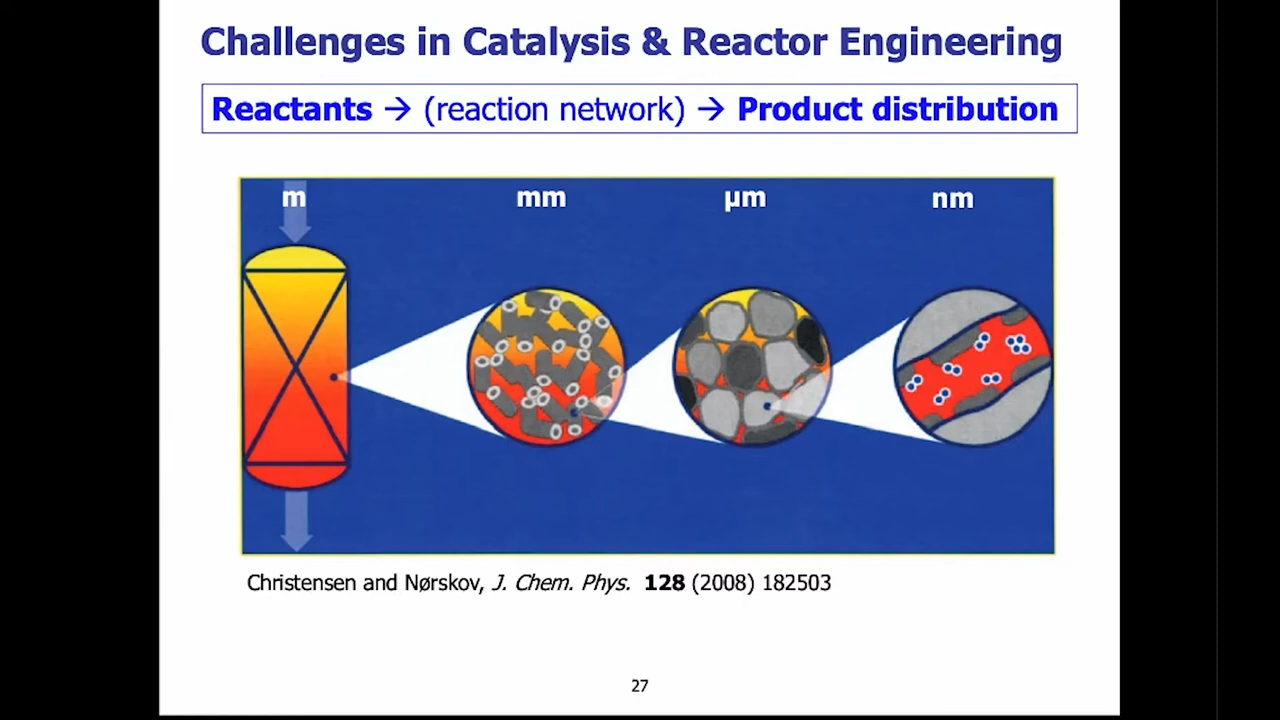 Challenges in Catalysis & Reactor Engineering
Reactants → (reaction network) → Product distribution
m mm μm nm
Christensen and Nørskov, J. Chem. Phys. 128 (2008) 182503
27